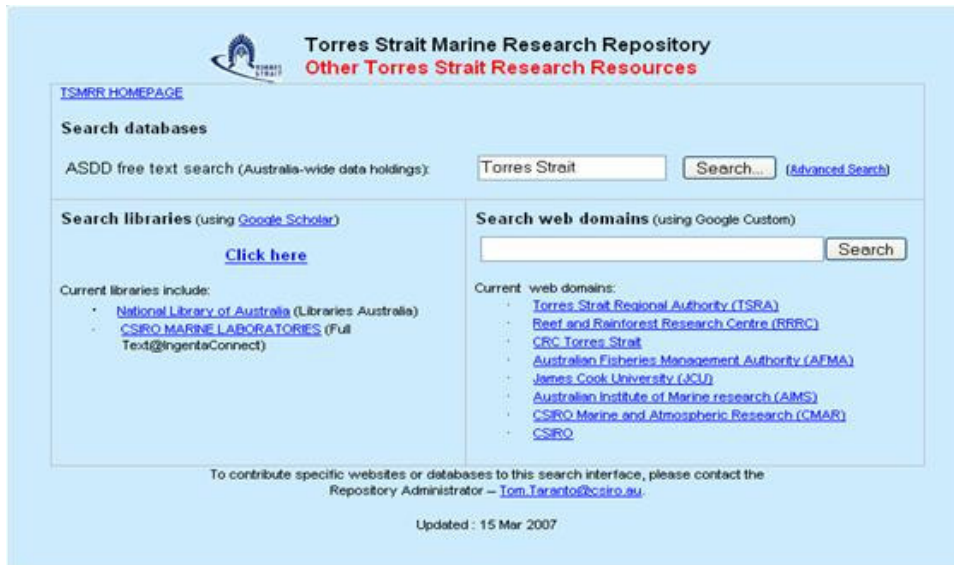 Torres Strait Marine Research Repository
Other Torres Strait Research Resources
TORRES
STRAIT
TSMRR HOMEPAGE
Search databases
ASDD free text search (Australia-wide data holdings):
Torres Strait
Search...
(Advanced Search)
Search libraries (using Google Scholar)
Click here
Current libraries include:
· National Library of Australia (Libraries Australia)
· CSIRO MARINE LABORATORIES (Full
Text@IngentaConnect)
Search web domains (using Google Custom)
Search
Current web domains:
· Torres Strait Regional Authority (TSRA)
· Reef and Rainforest Research Centre (RRRC)
· CRC Torres Strait
· Australian Fisheries Management Authority (AFMA)
· James Cook University (JCU)
· Australian Institute of Marine research (AIMS)
· CSIRO Marine and Atmospheric Research (CMAR)
· CSIRO
To contribute specific websites or databases to this search interface, please contact the
Repository Administrator – Tom.Taranto@csiro.au.
Updated : 15 Mar 2007